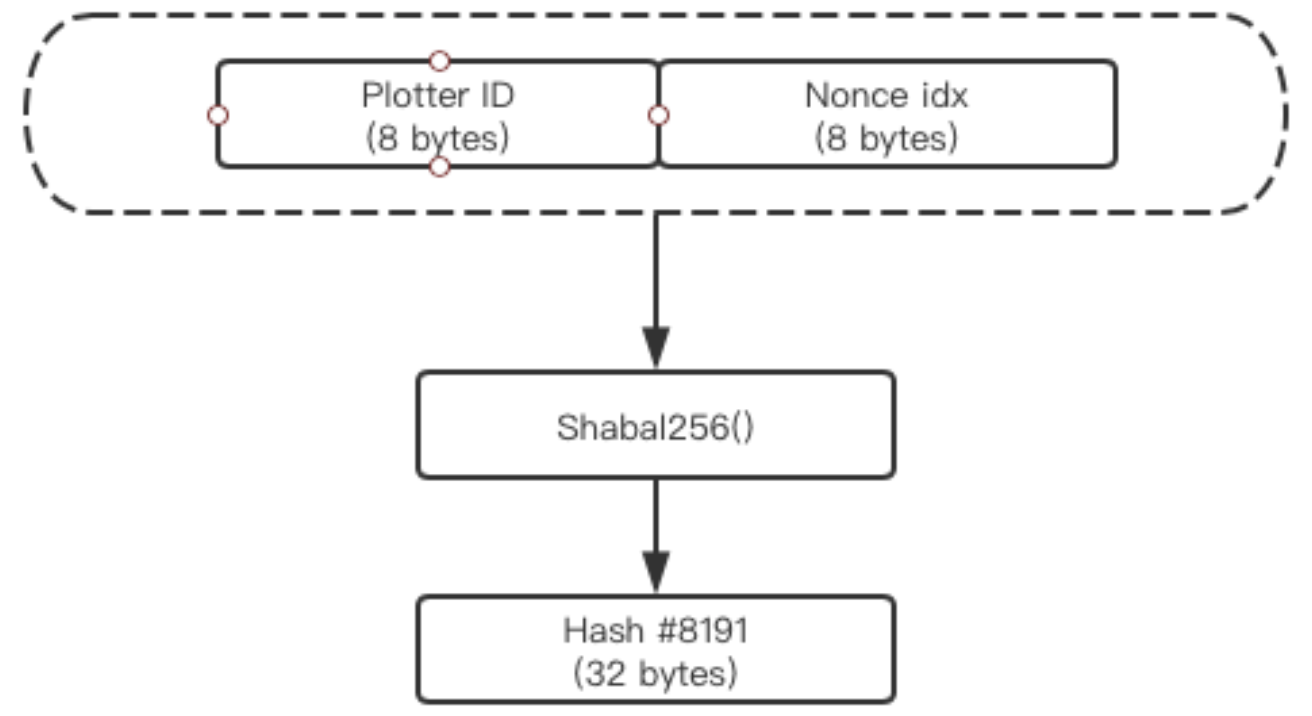 Plotter ID
(8 bytes)
Nonce idx
(8 bytes)
Shabal256()
Hash #8191
(32 bytes)